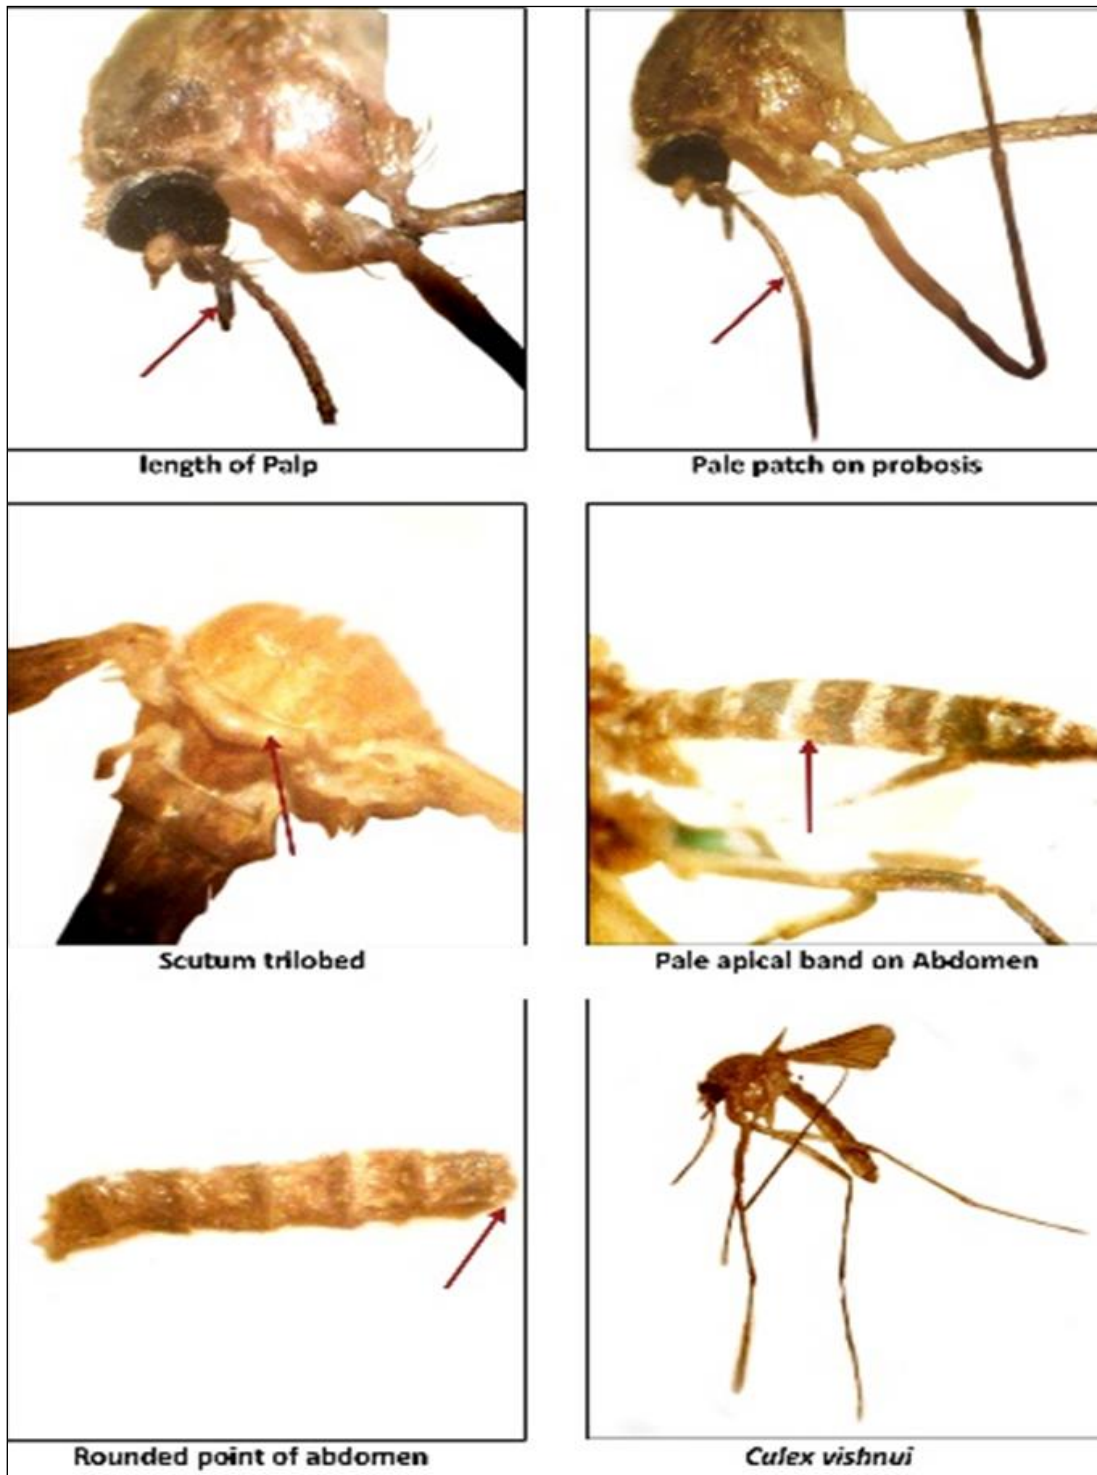 length of Palp
Pale patch on probosis
Scutum trilobed
Pale apical band on Abdomen
Rounded point of abdomen
Culex vishnui